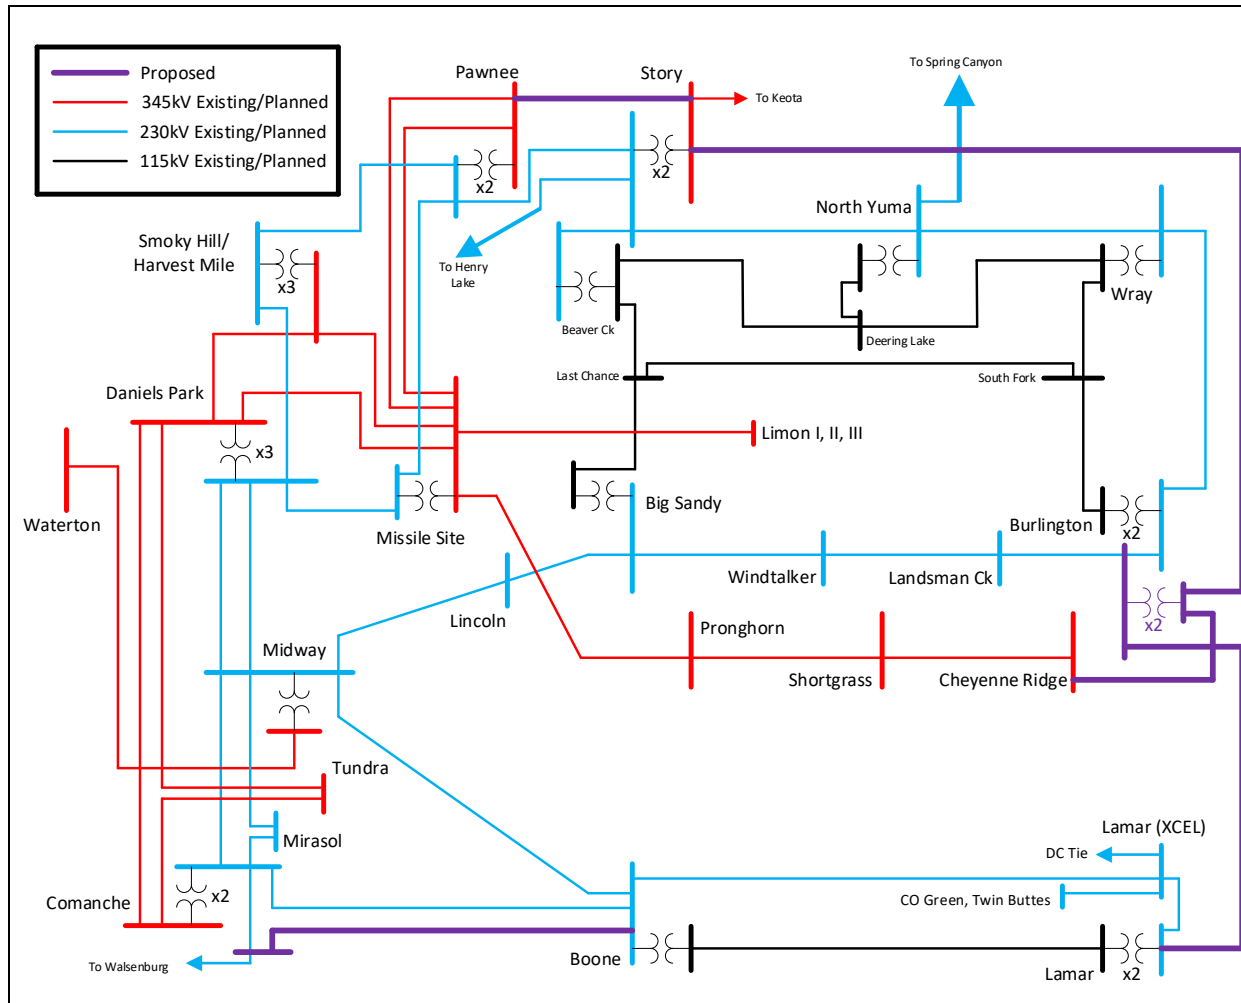 Proposed
345kV Existing/Planned
230kV Existing/Planned
115kV Existing/Planned
Pawnee
Story
To Keota
To Spring Canyon
x2
x2
North Yuma
Smoky Hill/
Harvest Mile
x3
To Henry
Lake
Wray
Beaver Ck
Deering Lake
Last Chance
South Fork
Daniels Park
x3
Limon I, II, III
Waterton
Missile Site
Big Sandy
Burlington
x2
Lincoln
Windtalker
Landsman Ck
x2
Pronghorn
Midway
Shortgrass
Cheyenne Ridge
Tundra
Mirasol
Lamar (XCEL)
DC Tie
CO Green, Twin Buttes
x2
Comanche
To Walsenburg
Boone
Lamar
x2